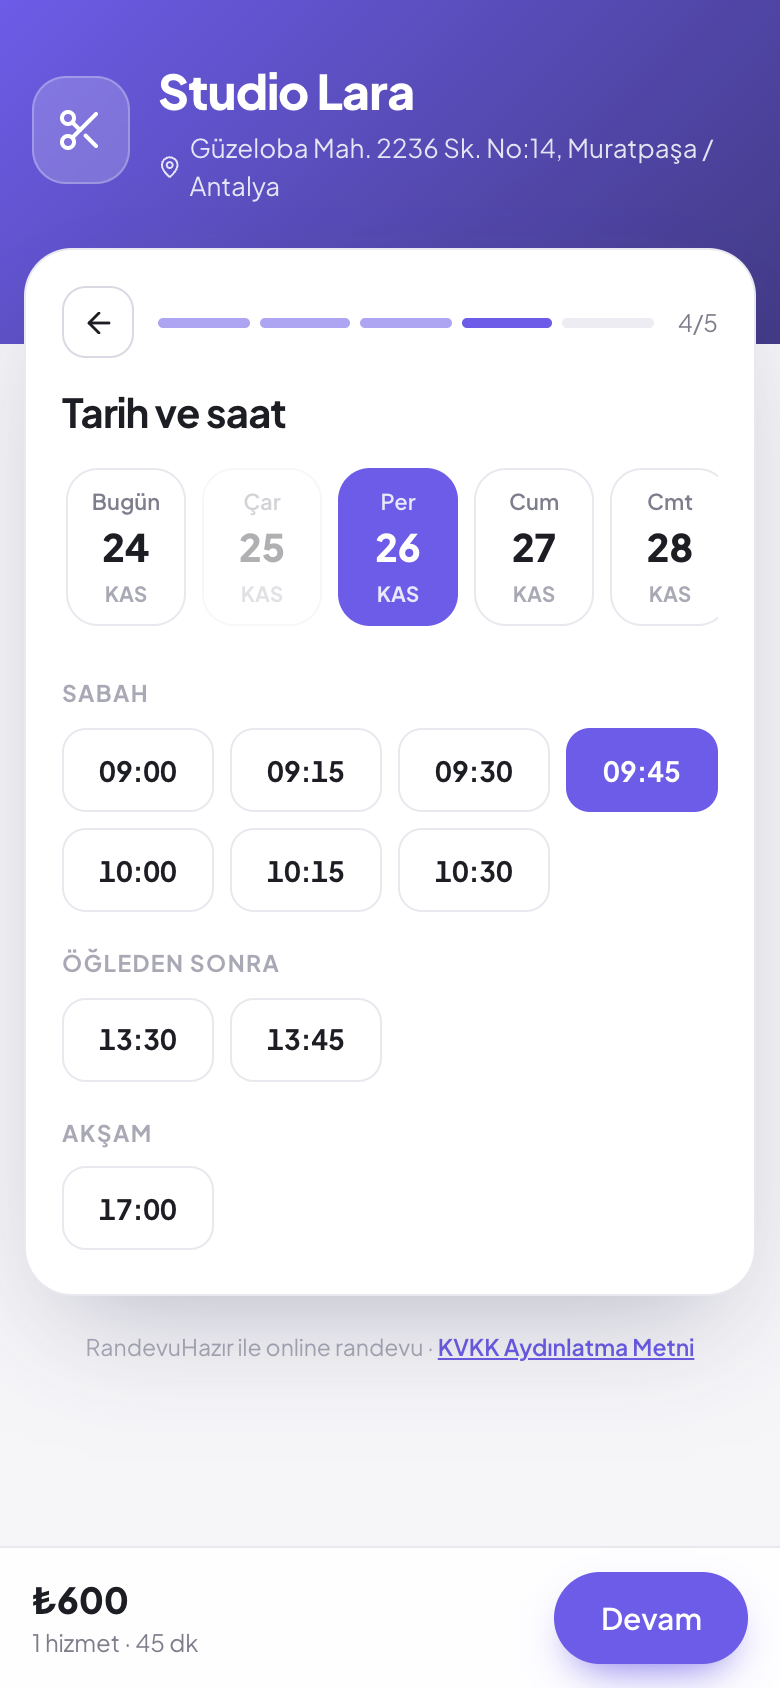 Studio Lara
Güzeloba Mah. 2236 Sk. No:14, Muratpaşa /
Antalya
4/5
Tarih ve saat
Bugün Çar Per Cum Cmt
24 25 26 27 28
KAS KAS KAS KAS KAS
SABAH
09:00 09:15 09:30 09:45
10:00 10:15 10:30
ÖĞLEDEN SONRA
13:30 13:45
AKŞAM
17:00
RandevuHazır ile online randevu · KVKK Aydınlatma Metni
₺600
1 hizmet · 45 dk
Devam